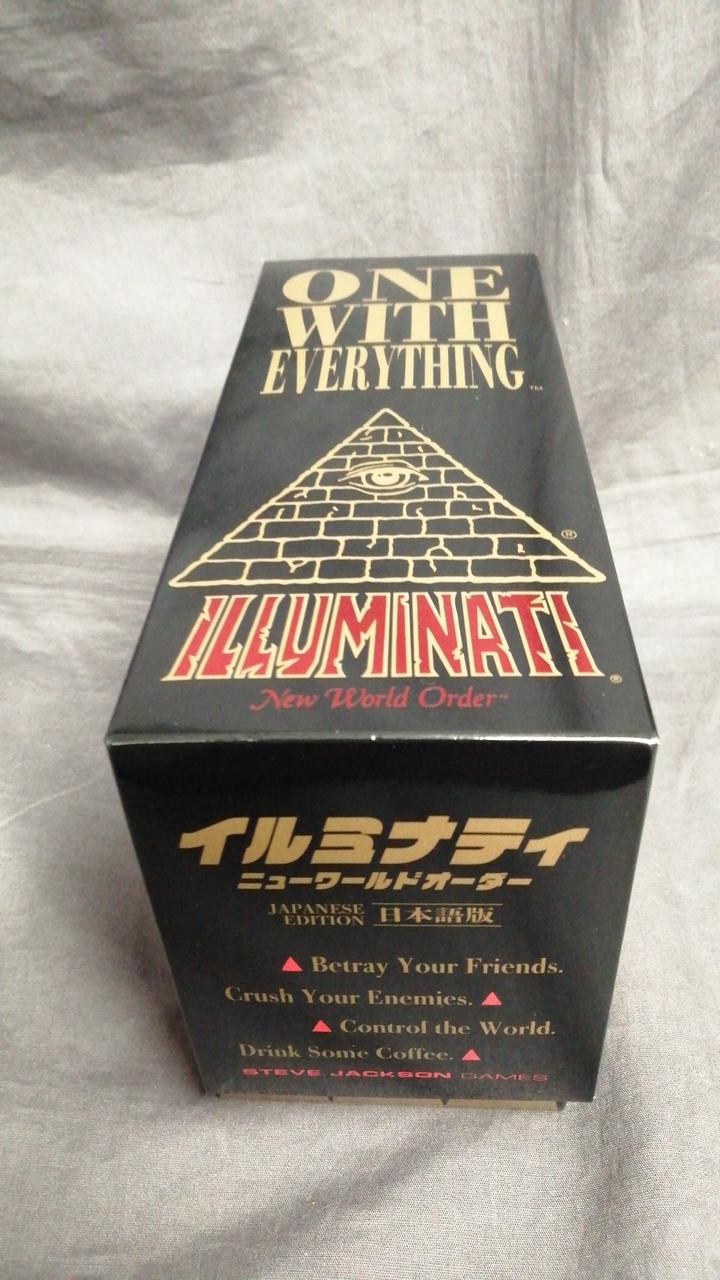 ONE
WITH
EVERYTHING™
®
ILLUMINATI®
New World Order™
イルミナティ
ニューワールドオーダー
JAPANESE EDITION 日本語版
▲ Betray Your Friends.
Crush Your Enemies. ▲
▲ Control the World.
Drink Some Coffee. ▲
STEVE JACKSON GAMES